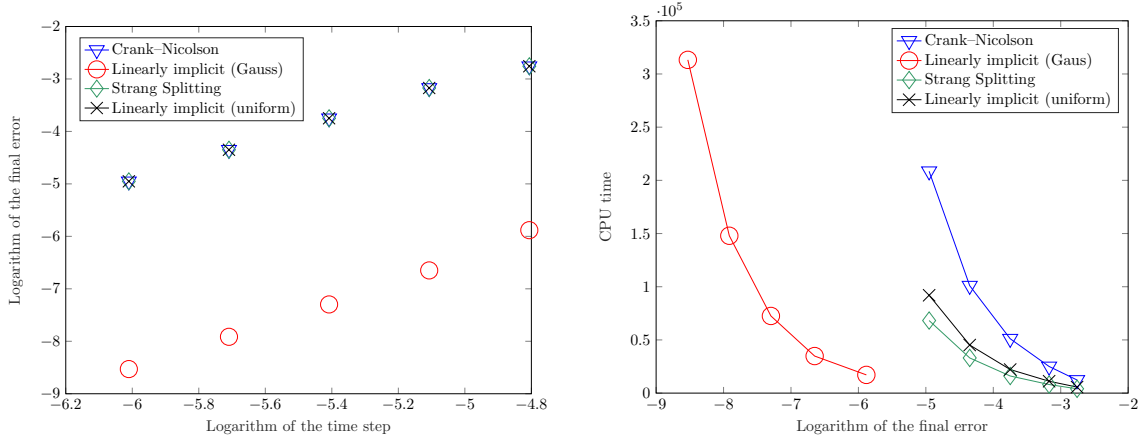 −2
−3
−4
−5
−6
−7
−8
−9
−6.2 −6 −5.8 −5.6 −5.4 −5.2 −5 −4.8
Logarithm of the time step
Logarithm of the final error
Crank–Nicolson
Linearly implicit (Gauss)
Strang Splitting
Linearly implicit (uniform)
·10⁵
3.5
3
2.5
2
1.5
1
0.5
0
−9 −8 −7 −6 −5 −4 −3 −2
Logarithm of the final error
CPU time
Crank–Nicolson
Linearly implicit (Gaus)
Strang Splitting
Linearly implicit (uniform)